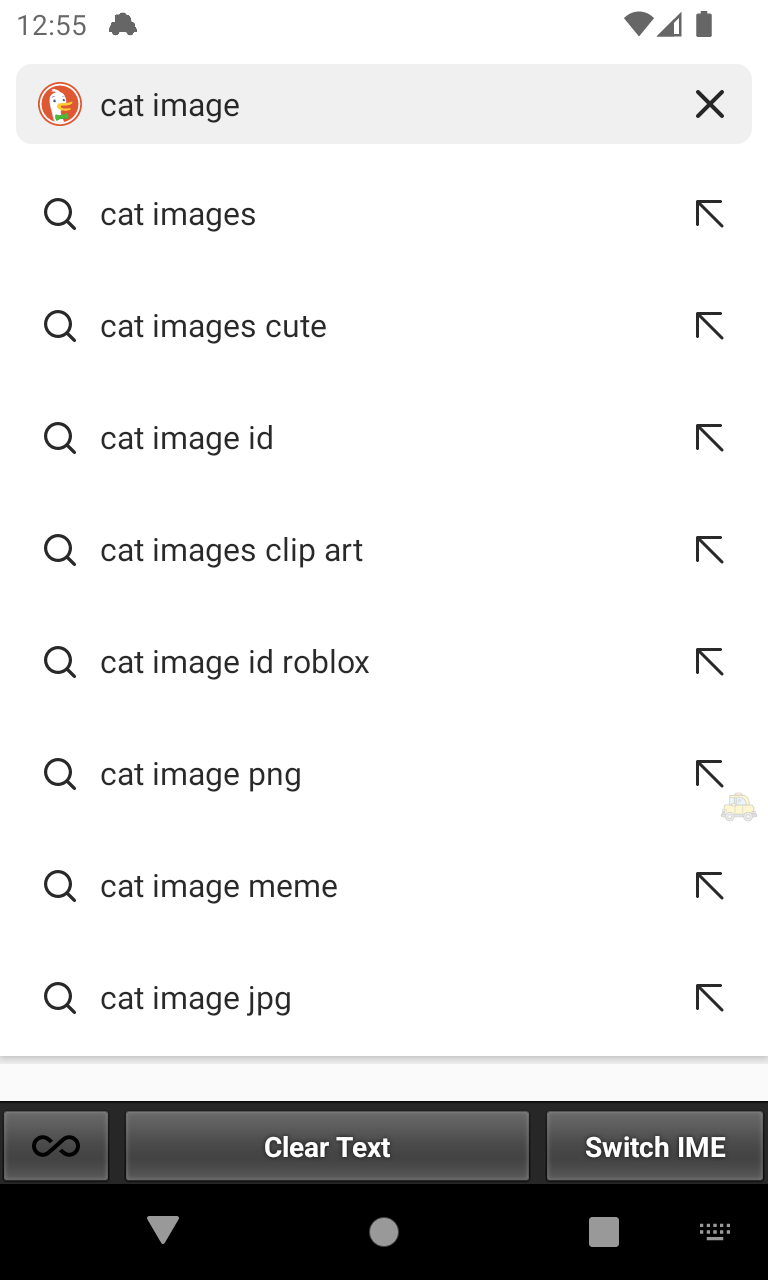 12:55
cat image
cat images
cat images cute
cat image id
cat images clip art
cat image id roblox
cat image png
cat image meme
cat image jpg
Clear Text
Switch IME